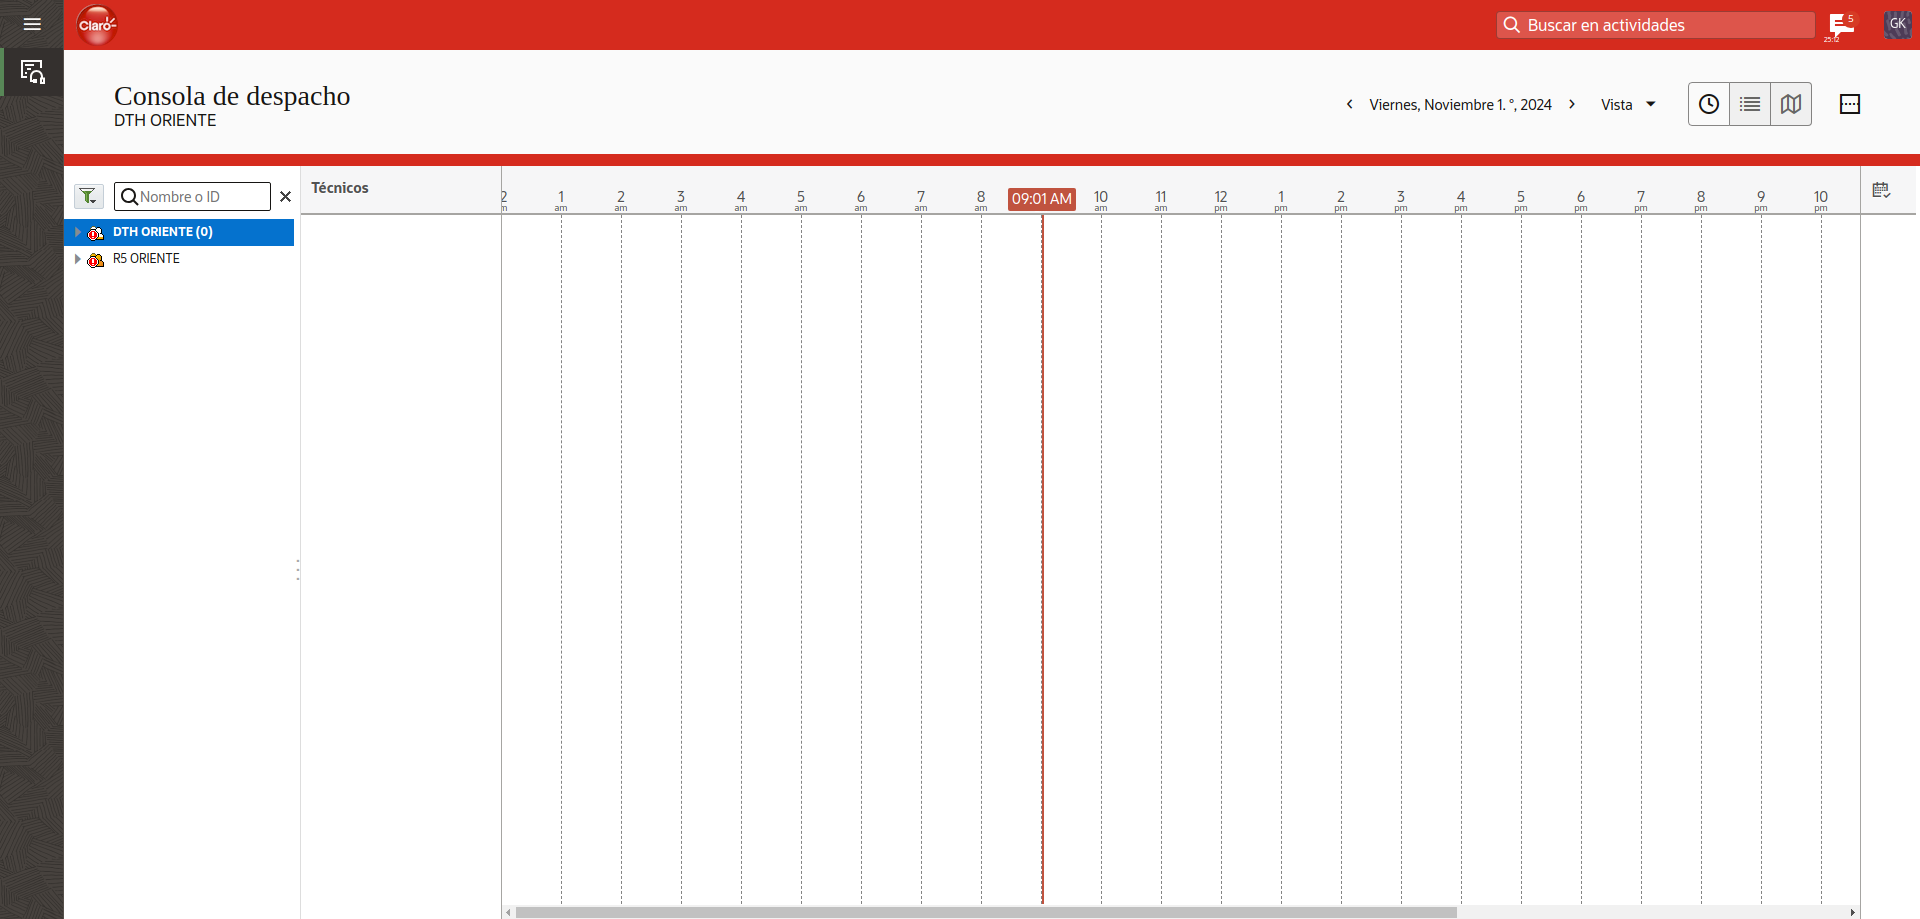 Claro
Buscar en actividades
5
25:12
GK
Consola de despacho
DTH ORIENTE
Viernes, Noviembre 1. °, 2024
Vista
Nombre o ID
Técnicos
2 1 am 2 am 3 am 4 am 5 am 6 am 7 am 8 am 09:01 AM 10 am 11 am 12 pm 1 pm 2 pm 3 pm 4 pm 5 pm 6 pm 7 pm 8 pm 9 pm 10 pm
DTH ORIENTE (0)
R5 ORIENTE